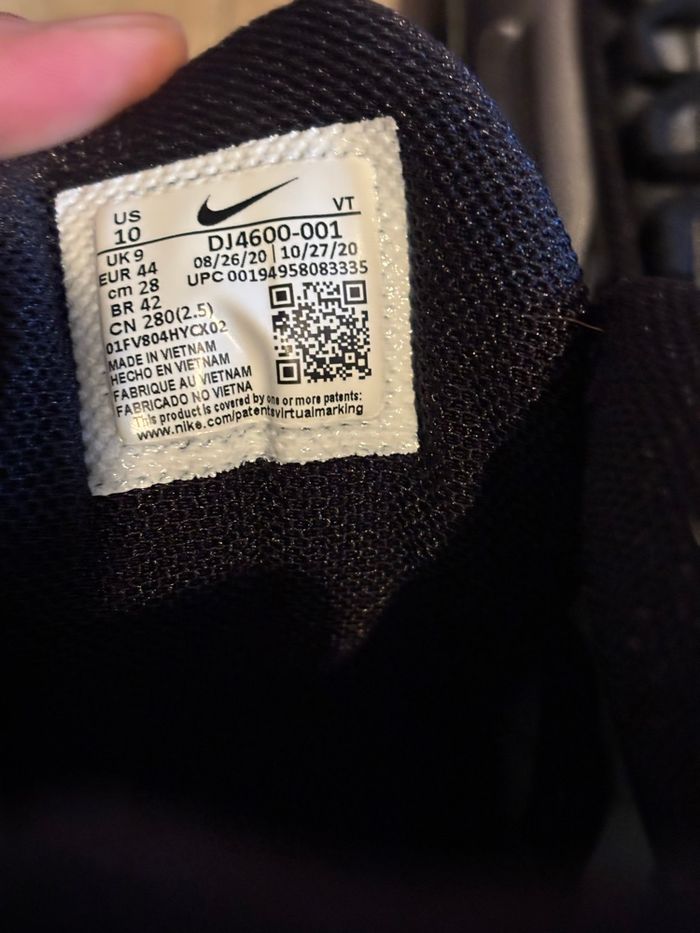 US
10
VT
DJ4600-001
UK 9
08/26/20 | 10/27/20
EUR 44
UPC 00194958083335
cm 28
BR 42
CN 280(2.5)
01FV804HYCX02
MADE IN VIETNAM
HECHO EN VIETNAM
FABRIQUE AU VIETNAM
FABRICADO NO VIETNA
This product is covered by one or more patents:
www.nike.com/patentsvirtualmarking